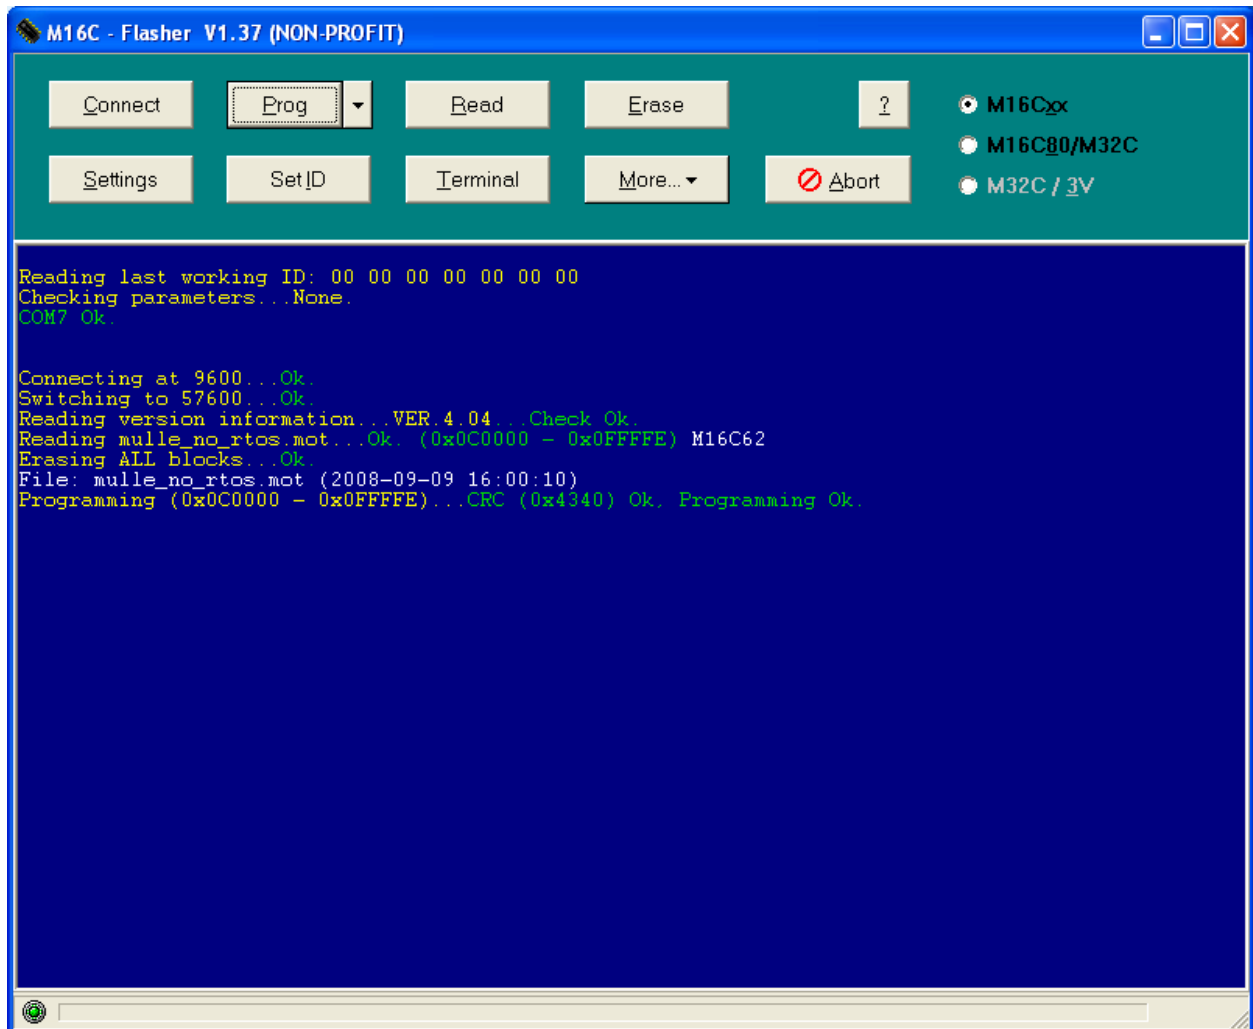 M16C - Flasher V1.37 (NON-PROFIT)
Connect Prog Read Erase ? M16Cxx
M16C80/M32C
Settings Set ID Terminal More... Abort M32C / 3V
Reading last working ID: 00 00 00 00 00 00 00
Checking parameters...None.
COM7 Ok.
Connecting at 9600...Ok.
Switching to 57600...Ok.
Reading version information...VER.4.04...Check Ok.
Reading mulle_no_rtos.mot...Ok. (0x0C0000 - 0x0FFFFE) M16C62
Erasing ALL blocks...Ok.
File: mulle_no_rtos.mot (2008-09-09 16:00:10)
Programming (0x0C0000 - 0x0FFFFE)...CRC (0x4340) Ok, Programming Ok.